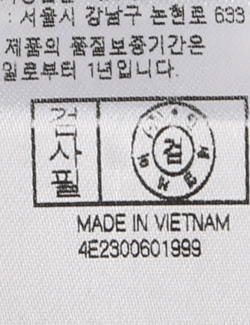 : 서울시 강남구 논현로 633
제품의 품질보증기간은
일로부터 1년입니다.
검사필
검
MADE IN VIETNAM
4E2300601999